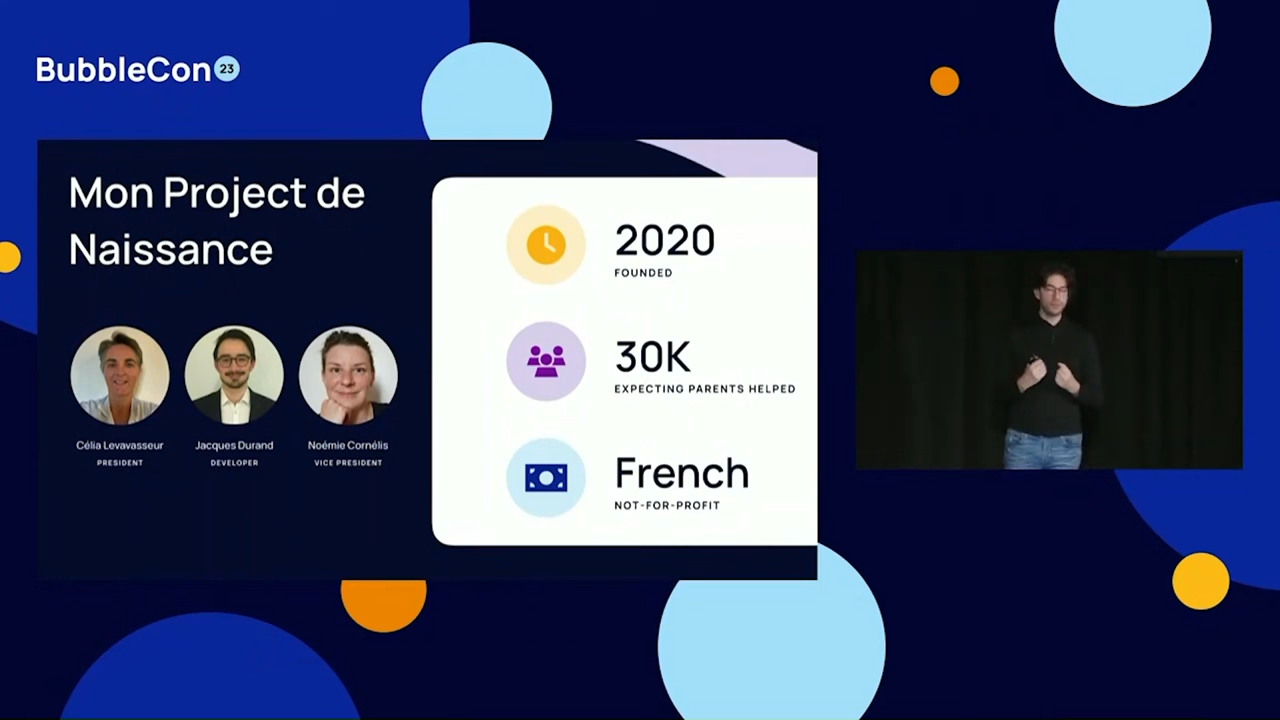 BubbleCon 23
Mon Project de
Naissance
Célia Levavasseur
PRESIDENT
Jacques Durand
DEVELOPER
Noémie Cornélis
VICE PRESIDENT
2020
FOUNDED
30K
EXPECTING PARENTS HELPED
French
NOT-FOR-PROFIT